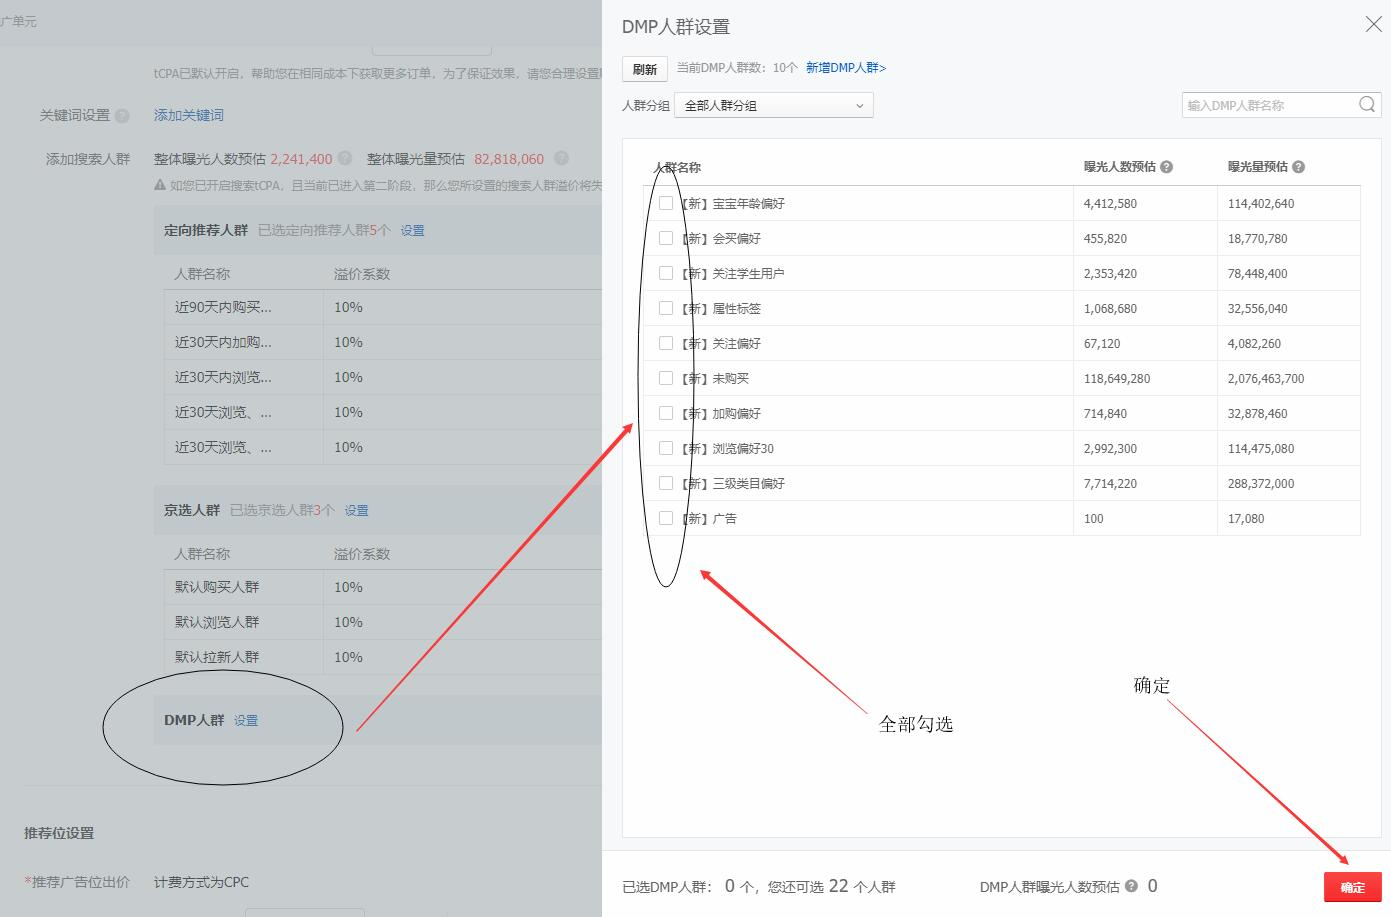 广单元
tCPA已默认开启，帮助您在相同成本下获取更多订单，为了保证效果，请您合理设置
关键词设置 ? 添加关键词
添加搜索人群 整体曝光人数预估 2,241,400 ? 整体曝光量预估 82,818,060 ?
如您已开启搜索tCPA，且当前已进入第二阶段，那么您所设置的搜索人群溢价将失
定向推荐人群 已选定向推荐人群5个 设置
人群名称 溢价系数
近90天内购买... 10%
近30天内加购... 10%
近30天内浏览... 10%
近30天浏览、... 10%
近30天浏览、... 10%
京选人群 已选京选人群3个 设置
人群名称 溢价系数
默认购买人群 10%
默认浏览人群 10%
默认拉新人群 10%
DMP人群 设置
推荐位设置
*推荐广告位出价 计费方式为CPC
DMP人群设置
刷新 当前DMP人群数：10个 新增DMP人群>
人群分组 全部人群分组 输入DMP人群名称
人群名称 曝光人数预估 ? 曝光量预估 ?
【新】宝宝年龄偏好 4,412,580 114,402,640
【新】会买偏好 455,820 18,770,780
【新】关注学生用户 2,353,420 78,448,400
【新】属性标签 1,068,680 32,556,040
【新】关注偏好 67,120 4,082,260
【新】未购买 118,649,280 2,076,463,700
【新】加购偏好 714,840 32,878,460
【新】浏览偏好30 2,992,300 114,475,080
【新】三级类目偏好 7,714,220 288,372,000
【新】广告 100 17,080
确定
全部勾选
已选DMP人群： 0 个，您还可选 22 个人群 DMP人群曝光人数预估 ? 0 确定